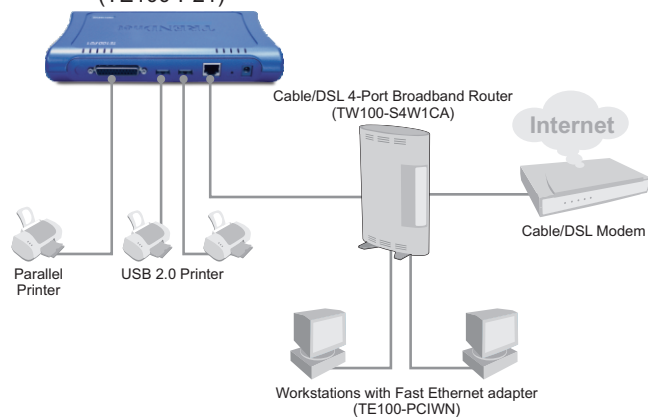 TRENDnet
Cable/DSL 4-Port Broadband Router
(TW100-S4W1CA)
Internet
Cable/DSL Modem
Parallel
Printer
USB 2.0 Printer
Workstations with Fast Ethernet adapter
(TE100-PCIWN)